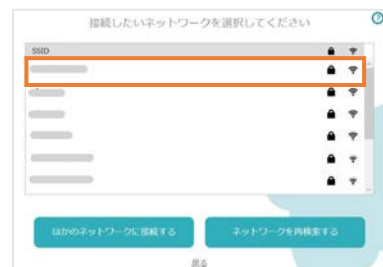 接続したいネットワークを選択してください
SSID
ほかのネットワークに接続する
ネットワークを再検索する
戻る